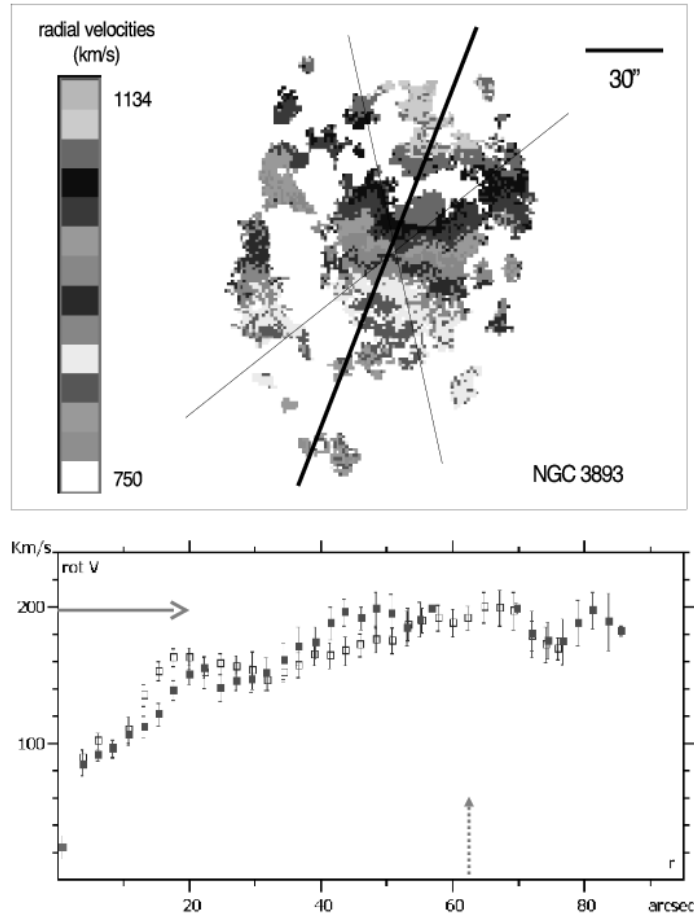 radial velocities
(km/s)
1134
30”
750
NGC 3893
Km/s
rot V
200
100
r
20
40
60
80
arcsec